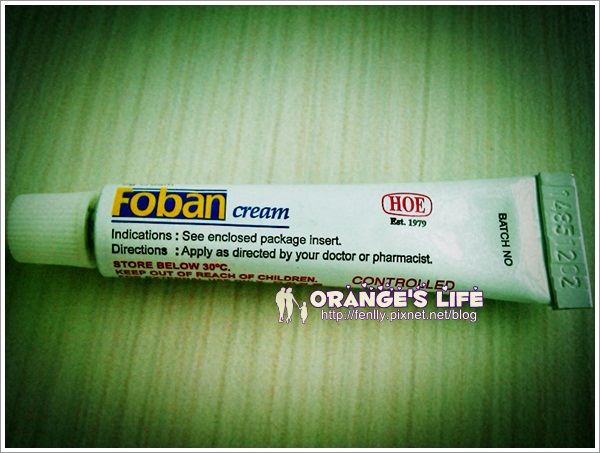 Foban cream
HOE
Est. 1979
Indications : See enclosed package insert.
Directions : Apply as directed by your doctor or pharmacist.
STORE BELOW 30°C.
KEEP OUT OF REACH OF CHILDREN.
CONTROLLED
BATCH NO
ORANGE'S LIFE
http://fenlly.pixnet.net/blog